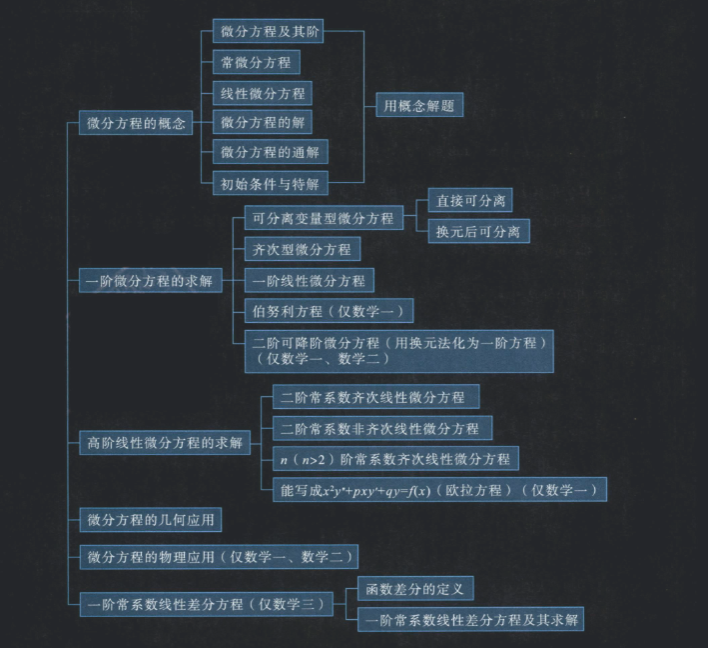 微分方程的概念
微分方程及其阶
常微分方程
线性微分方程
微分方程的解
微分方程的通解
初始条件与特解
用概念解题
一阶微分方程的求解
可分离变量型微分方程
直接可分离
换元后可分离
齐次型微分方程
一阶线性微分方程
伯努利方程（仅数学一）
二阶可降阶微分方程（用换元法化为一阶方程）
（仅数学一、数学二）
高阶线性微分方程的求解
二阶常系数齐次线性微分方程
二阶常系数非齐次线性微分方程
n（n>2）阶常系数齐次线性微分方程
能写成x²y″+pxy′+qy=f(x)（欧拉方程）（仅数学一）
微分方程的几何应用
微分方程的物理应用（仅数学一、数学二）
一阶常系数线性差分方程（仅数学三）
函数差分的定义
一阶常系数线性差分方程及其求解